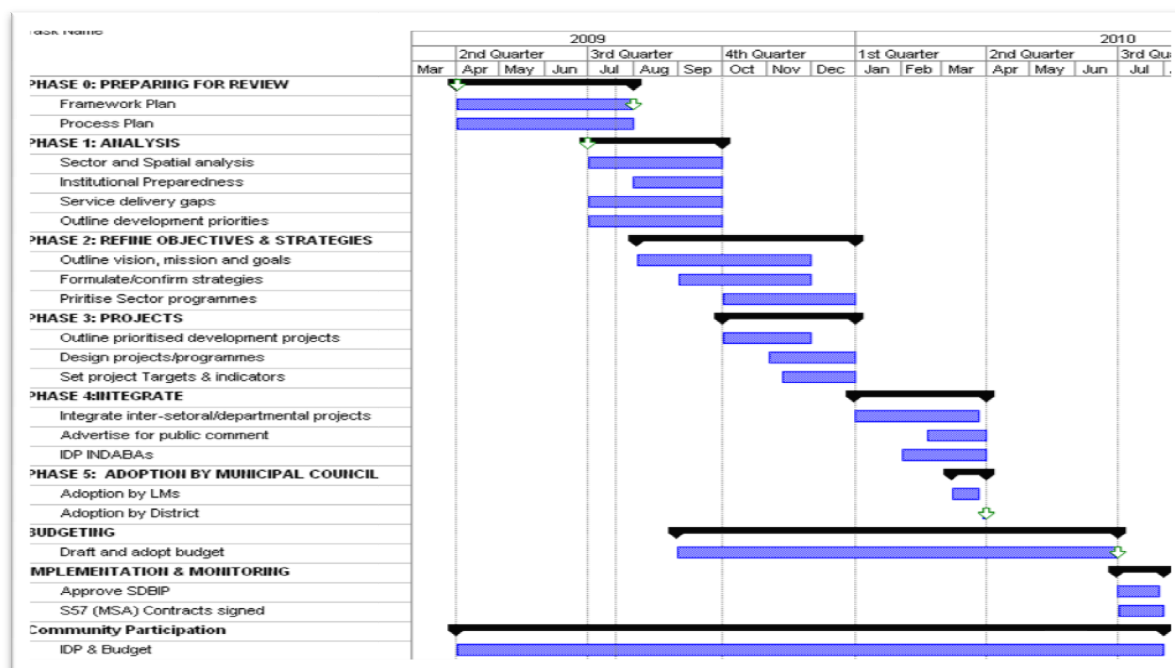 Task Name
2009 2010
2nd Quarter 3rd Quarter 4th Quarter 1st Quarter 2nd Quarter 3rd Qu
Mar Apr May Jun Jul Aug Sep Oct Nov Dec Jan Feb Mar Apr May Jun Jul
PHASE 0: PREPARING FOR REVIEW
Framework Plan
Process Plan
PHASE 1: ANALYSIS
Sector and Spatial analysis
Institutional Preparedness
Service delivery gaps
Outline development priorities
PHASE 2: REFINE OBJECTIVES & STRATEGIES
Outline vision, mission and goals
Formulate/confirm strategies
Priritise Sector programmes
PHASE 3: PROJECTS
Outline prioritised development projects
Design projects/programmes
Set project Targets & indicators
PHASE 4:INTEGRATE
Integrate inter-setoral/departmental projects
Advertise for public comment
IDP INDABAs
PHASE 5: ADOPTION BY MUNICIPAL COUNCIL
Adoption by LMs
Adoption by District
BUDGETING
Draft and adopt budget
IMPLEMENTATION & MONITORING
Approve SDBIP
S57 (MSA) Contracts signed
Community Participation
IDP & Budget